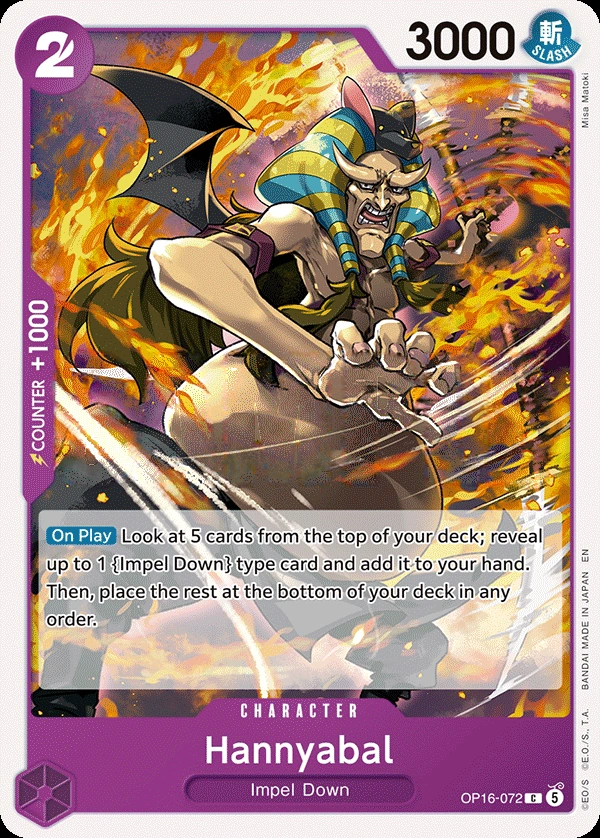 2
3000
斬
SLASH
Misa Matoki
COUNTER +1000
On Play Look at 5 cards from the top of your deck; reveal
up to 1 {Impel Down} type card and add it to your hand.
Then, place the rest at the bottom of your deck in any
order.
CHARACTER
Hannyabal
Impel Down
OP16-072 C 5
©E.O/S ©E.O./S., T.A. BANDAI MADE IN JAPAN EN